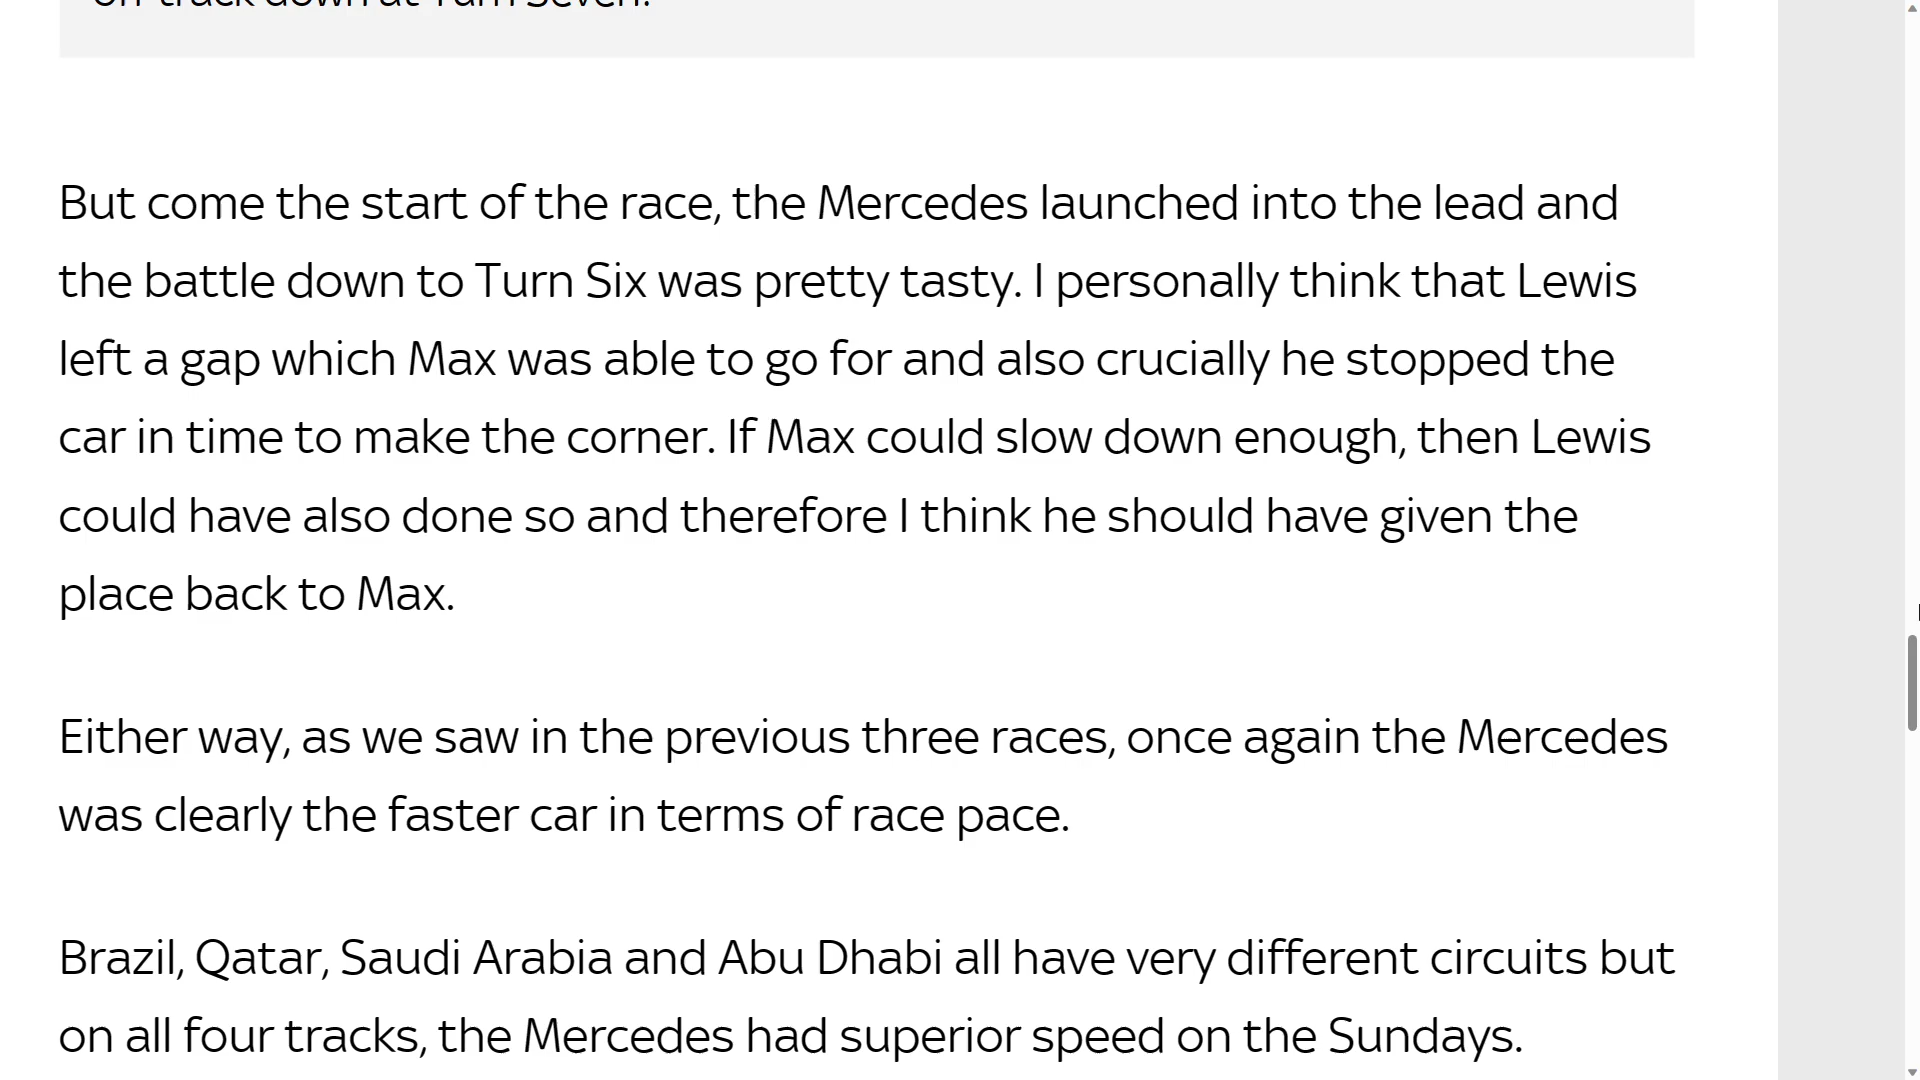 off-track down at Turn Seven.
But come the start of the race, the Mercedes launched into the lead and
the battle down to Turn Six was pretty tasty. I personally think that Lewis
left a gap which Max was able to go for and also crucially he stopped the
car in time to make the corner. If Max could slow down enough, then Lewis
could have also done so and therefore I think he should have given the
place back to Max.
Either way, as we saw in the previous three races, once again the Mercedes
was clearly the faster car in terms of race pace.
Brazil, Qatar, Saudi Arabia and Abu Dhabi all have very different circuits but
on all four tracks, the Mercedes had superior speed on the Sundays.